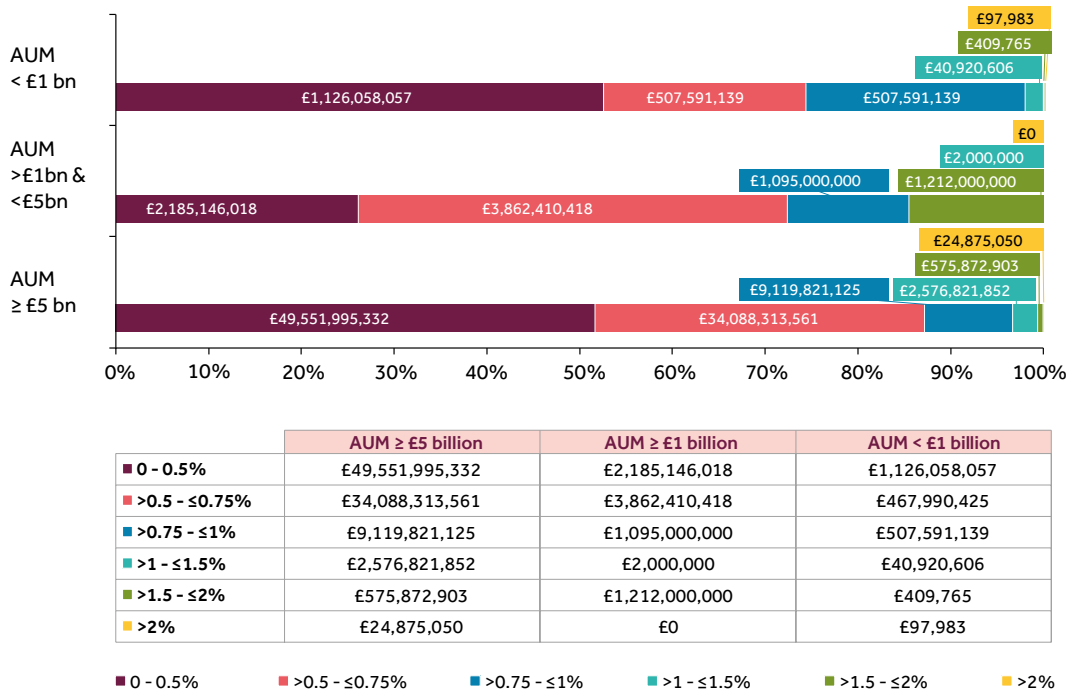 £97,983
£409,765
£40,920,606
AUM
< £1 bn
£1,126,058,057 £507,591,139 £507,591,139
£0
£2,000,000
AUM
>£1bn &
<£5bn
£1,095,000,000 £1,212,000,000
£2,185,146,018 £3,862,410,418
£24,875,050
£575,872,903
AUM
≥ £5 bn
£9,119,821,125 £2,576,821,852
£49,551,995,332 £34,088,313,561
0% 10% 20% 30% 40% 50% 60% 70% 80% 90% 100%
AUM ≥ £5 billion AUM ≥ £1 billion AUM < £1 billion
0 - 0.5% £49,551,995,332 £2,185,146,018 £1,126,058,057
>0.5 - ≤0.75% £34,088,313,561 £3,862,410,418 £467,990,425
>0.75 - ≤1% £9,119,821,125 £1,095,000,000 £507,591,139
>1 - ≤1.5% £2,576,821,852 £2,000,000 £40,920,606
>1.5 - ≤2% £575,872,903 £1,212,000,000 £409,765
>2% £24,875,050 £0 £97,983
0 - 0.5% >0.5 - ≤0.75% >0.75 - ≤1% >1 - ≤1.5% >1.5 - ≤2% >2%